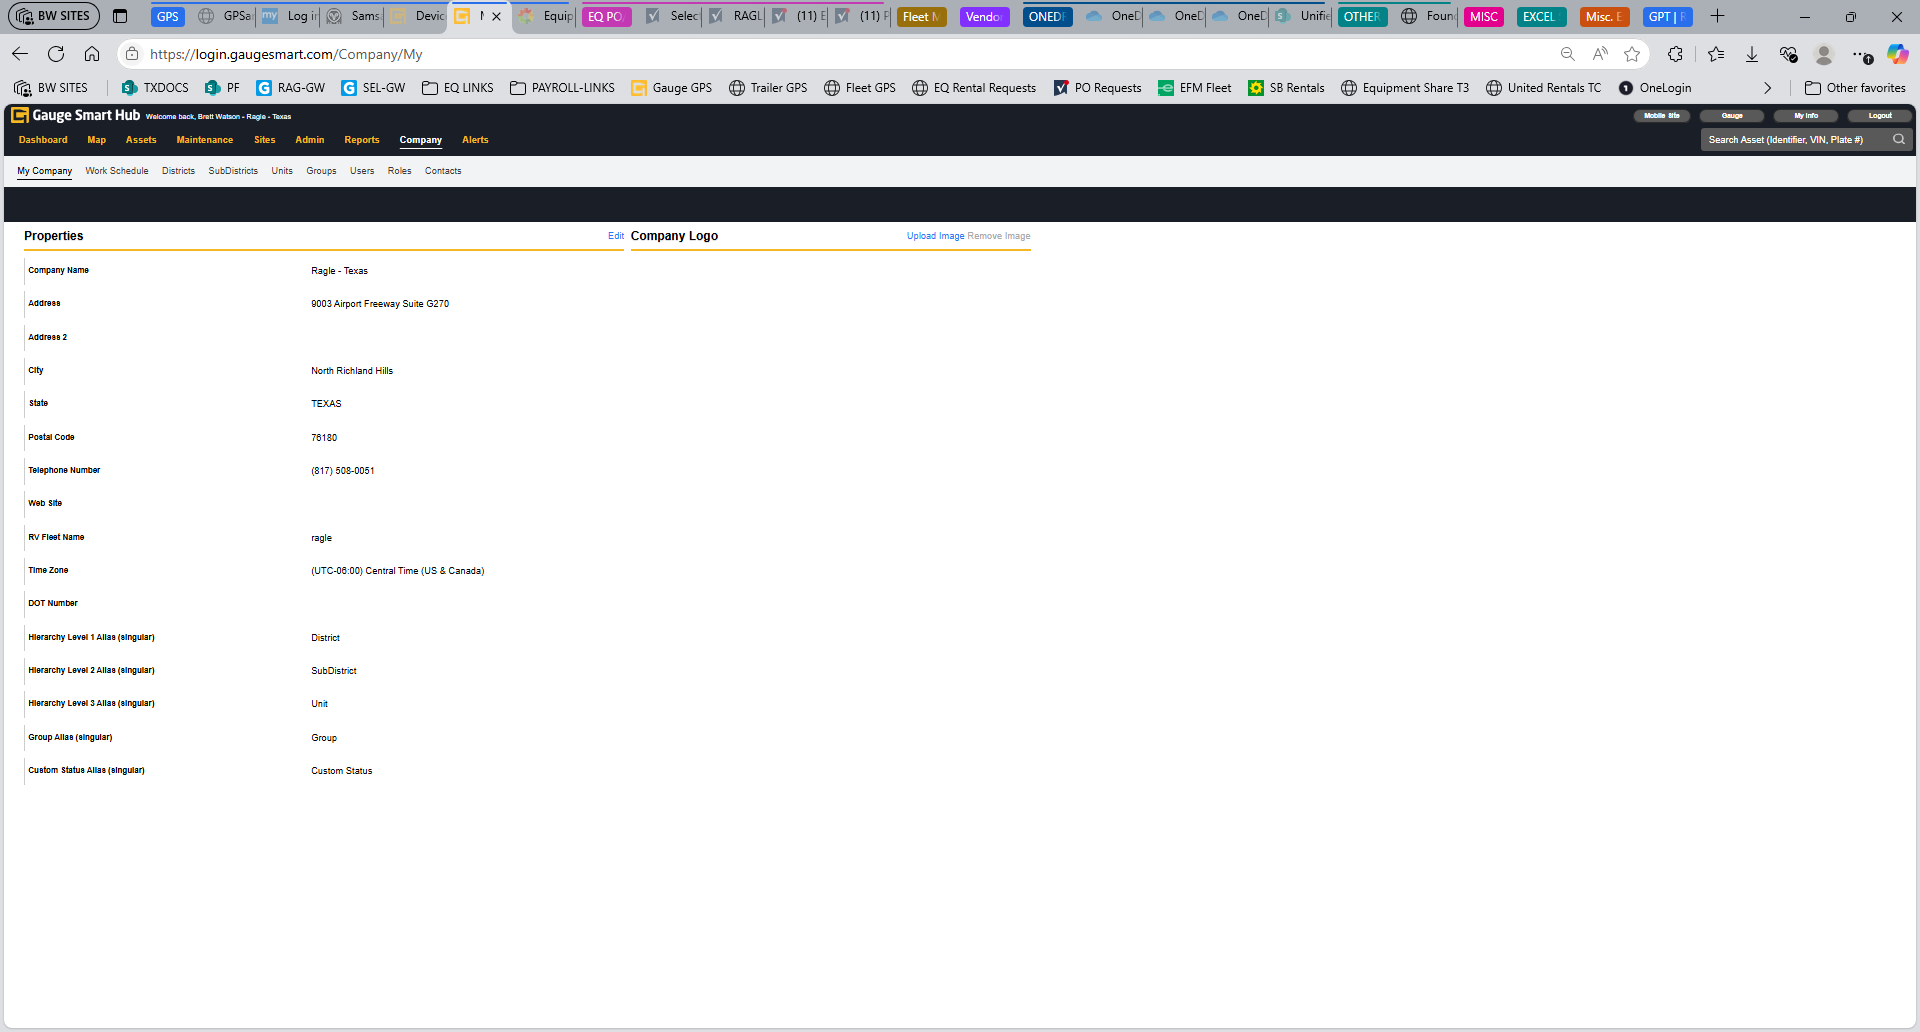 BW SITES GPS GPSar Log in Sams Devic Equip EQ PO Selec RAGL (11) E (11) F Fleet M Vendor ONEDR OneD OneD OneD Unifie OTHER Foun MISC EXCEL Misc. E GPT | R
https://login.gaugesmart.com/Company/My
BW SITES TXDOCS PF RAG-GW SEL-GW EQ LINKS PAYROLL-LINKS Gauge GPS Trailer GPS Fleet GPS EQ Rental Requests PO Requests EFM Fleet SB Rentals Equipment Share T3 United Rentals TC OneLogin Other favorites
Gauge Smart Hub Welcome back, Brett Watson - Ragle - Texas Mobile Site Gauge My Info Logout
Dashboard Map Assets Maintenance Sites Admin Reports Company Alerts Search Asset (Identifier, VIN, Plate #)
My Company Work Schedule Districts SubDistricts Units Groups Users Roles Contacts
Properties Edit Company Logo Upload Image Remove Image
Company Name Ragle - Texas
Address 9003 Airport Freeway Suite G270
Address 2
City North Richland Hills
State TEXAS
Postal Code 76180
Telephone Number (817) 508-0051
Web Site
RV Fleet Name ragle
Time Zone (UTC-06:00) Central Time (US & Canada)
DOT Number
Hierarchy Level 1 Alias (singular) District
Hierarchy Level 2 Alias (singular) SubDistrict
Hierarchy Level 3 Alias (singular) Unit
Group Alias (singular) Group
Custom Status Alias (singular) Custom Status